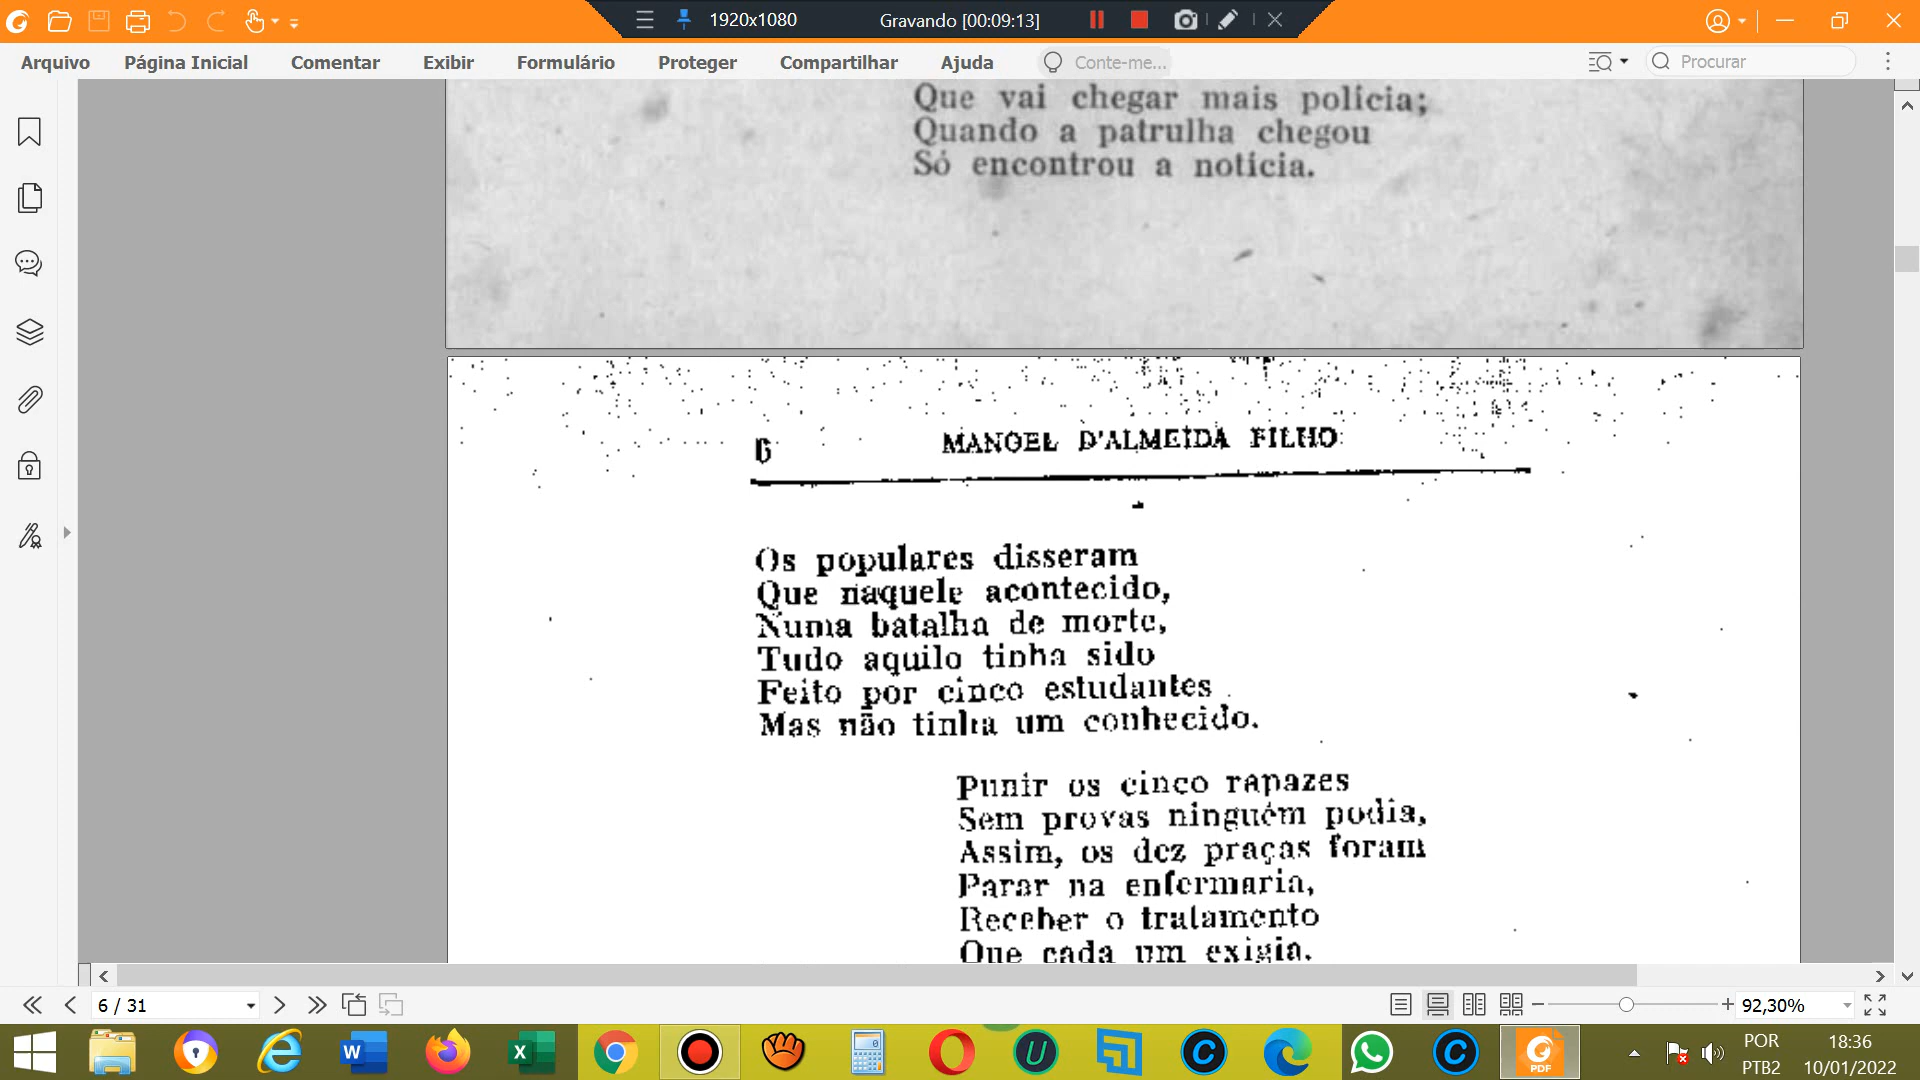 1920x1080
Gravando [00:09:13]
Arquivo
Página Inicial
Comentar
Exibir
Formulário
Proteger
Compartilhar
Ajuda
Conte-me...
Procurar
Que vai chegar mais polícia;
Quando a patrulha chegou
Só encontrou a notícia.
6 MANOEL D'ALMEIDA FILHO
Os populares disseram
Que naquele acontecido,
Numa batalha de morte,
Tudo aquilo tinha sido
Feito por cinco estudantes
Mas não tinha um conhecido.
Punir os cinco rapazes
Sem provas ninguém podia,
Assim, os dez praças foram
Parar na enfermaria,
Receber o tratamento
Que cada um exigia.
6 / 31
92,30%
W
X
0
U
C
C
PDF
POR
PTB2
18:36
10/01/2022